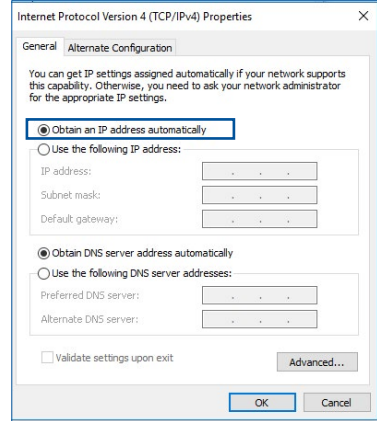 Internet Protocol Version 4 (TCP/IPv4) Properties
General
Alternate Configuration
You can get IP settings assigned automatically if your network supports
this capability. Otherwise, you need to ask your network administrator
for the appropriate IP settings.
Obtain an IP address automatically
Use the following IP address:
IP address:
Subnet mask:
Default gateway:
Obtain DNS server address automatically
Use the following DNS server addresses:
Preferred DNS server:
Alternate DNS server:
Validate settings upon exit
Advanced...
OK
Cancel